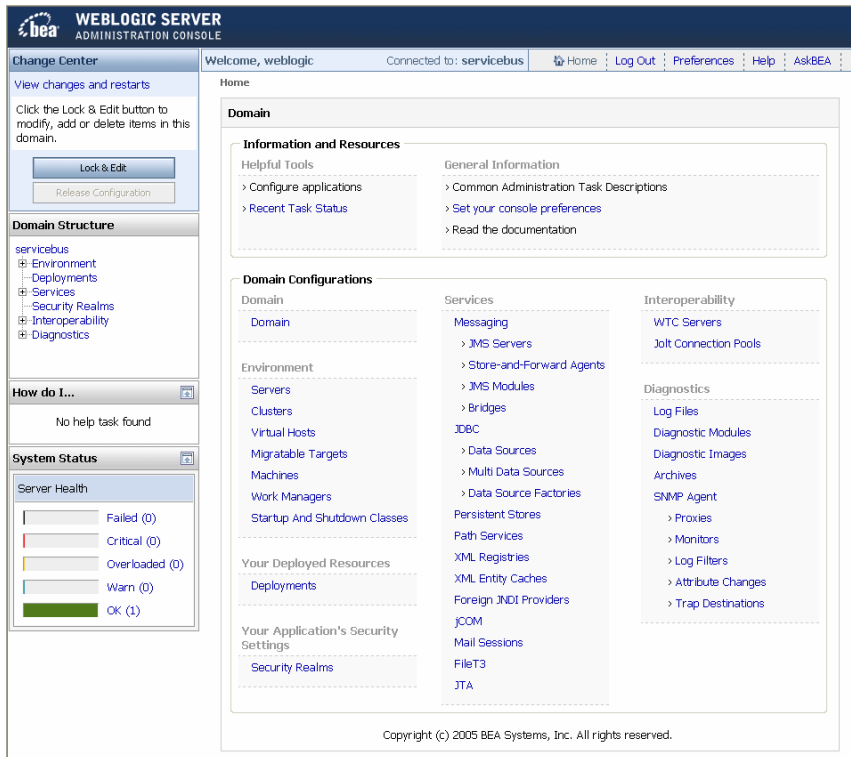 bea
WEBLOGIC SERVER
ADMINISTRATION CONSOLE
Change Center
View changes and restarts
Click the Lock & Edit button to
modify, add or delete items in this
domain.
Lock & Edit
Release Configuration
Domain Structure
servicebus
Environment
Deployments
Services
Security Realms
Interoperability
Diagnostics
How do I...
No help task found
System Status
Server Health
Failed (0)
Critical (0)
Overloaded (0)
Warn (0)
OK (1)
Welcome, weblogic
Connected to: servicebus
Home
Log Out
Preferences
Help
AskBEA
Home
Domain
Information and Resources
Helpful Tools
› Configure applications
› Recent Task Status
General Information
› Common Administration Task Descriptions
› Set your console preferences
› Read the documentation
Domain Configurations
Domain
Domain
Environment
Servers
Clusters
Virtual Hosts
Migratable Targets
Machines
Work Managers
Startup And Shutdown Classes
Your Deployed Resources
Deployments
Your Application's Security
Settings
Security Realms
Services
Messaging
› JMS Servers
› Store-and-Forward Agents
› JMS Modules
› Bridges
JDBC
› Data Sources
› Multi Data Sources
› Data Source Factories
Persistent Stores
Path Services
XML Registries
XML Entity Caches
Foreign JNDI Providers
jCOM
Mail Sessions
FileT3
JTA
Interoperability
WTC Servers
Jolt Connection Pools
Diagnostics
Log Files
Diagnostic Modules
Diagnostic Images
Archives
SNMP Agent
› Proxies
› Monitors
› Log Filters
› Attribute Changes
› Trap Destinations
Copyright (c) 2005 BEA Systems, Inc. All rights reserved.